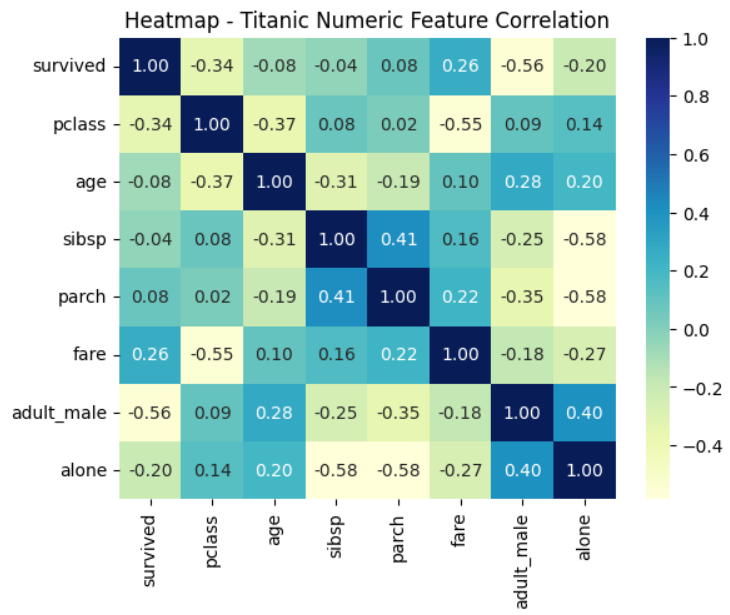 Heatmap - Titanic Numeric Feature Correlation
survived 1.00 -0.34 -0.08 -0.04 0.08 0.26 -0.56 -0.20
pclass -0.34 1.00 -0.37 0.08 0.02 -0.55 0.09 0.14
age -0.08 -0.37 1.00 -0.31 -0.19 0.10 0.28 0.20
sibsp -0.04 0.08 -0.31 1.00 0.41 0.16 -0.25 -0.58
parch 0.08 0.02 -0.19 0.41 1.00 0.22 -0.35 -0.58
fare 0.26 -0.55 0.10 0.16 0.22 1.00 -0.18 -0.27
adult_male -0.56 0.09 0.28 -0.25 -0.35 -0.18 1.00 0.40
alone -0.20 0.14 0.20 -0.58 -0.58 -0.27 0.40 1.00
survived pclass age sibsp parch fare adult_male alone
1.0
0.8
0.6
0.4
0.2
0.0
−0.2
−0.4